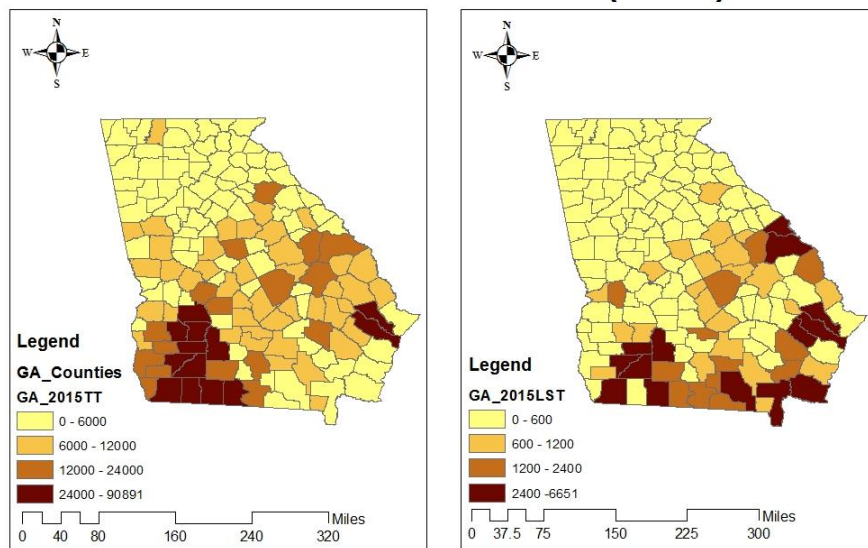 N
W E
S
Legend
GA_Counties
GA_2015TT
0 - 6000
6000 - 12000
12000 - 24000
24000 - 90891
Miles
0 40 80 160 240 320
N
W E
S
Legend
GA_2015LST
0 - 600
600 - 1200
1200 - 2400
2400 -6651
Miles
0 37.5 75 150 225 300